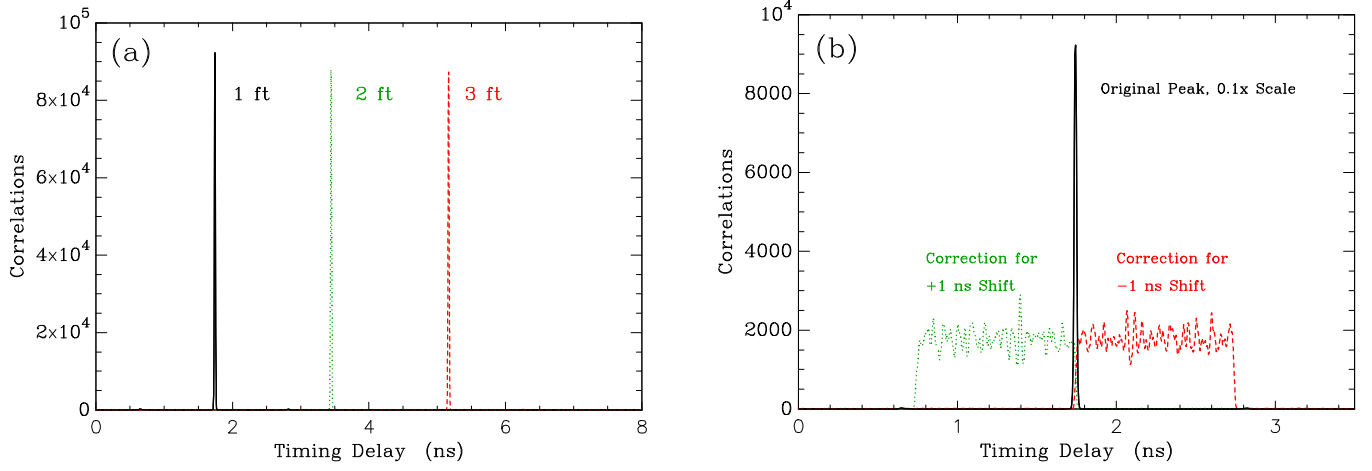 (a)
10⁵
8×10⁴
6×10⁴
4×10⁴
2×10⁴
0
Correlations
1 ft
2 ft
3 ft
0 2 4 6 8
Timing Delay (ns)
(b)
10⁴
8000
6000
4000
2000
0
Correlations
Original Peak, 0.1x Scale
Correction for
+1 ns Shift
Correction for
−1 ns Shift
0 1 2 3
Timing Delay (ns)